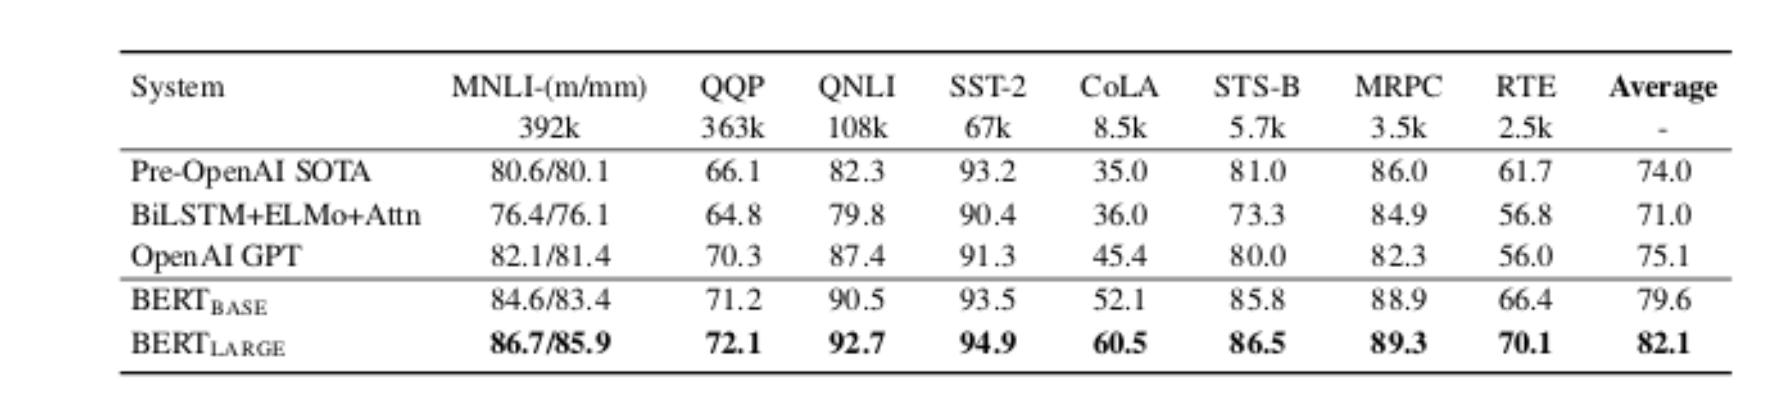 System MNLI-(m/mm) QQP QNLI SST-2 CoLA STS-B MRPC RTE Average
392k 363k 108k 67k 8.5k 5.7k 3.5k 2.5k -
Pre-OpenAI SOTA 80.6/80.1 66.1 82.3 93.2 35.0 81.0 86.0 61.7 74.0
BiLSTM+ELMo+Attn 76.4/76.1 64.8 79.8 90.4 36.0 73.3 84.9 56.8 71.0
OpenAI GPT 82.1/81.4 70.3 87.4 91.3 45.4 80.0 82.3 56.0 75.1
BERTBASE 84.6/83.4 71.2 90.5 93.5 52.1 85.8 88.9 66.4 79.6
BERTLARGE 86.7/85.9 72.1 92.7 94.9 60.5 86.5 89.3 70.1 82.1